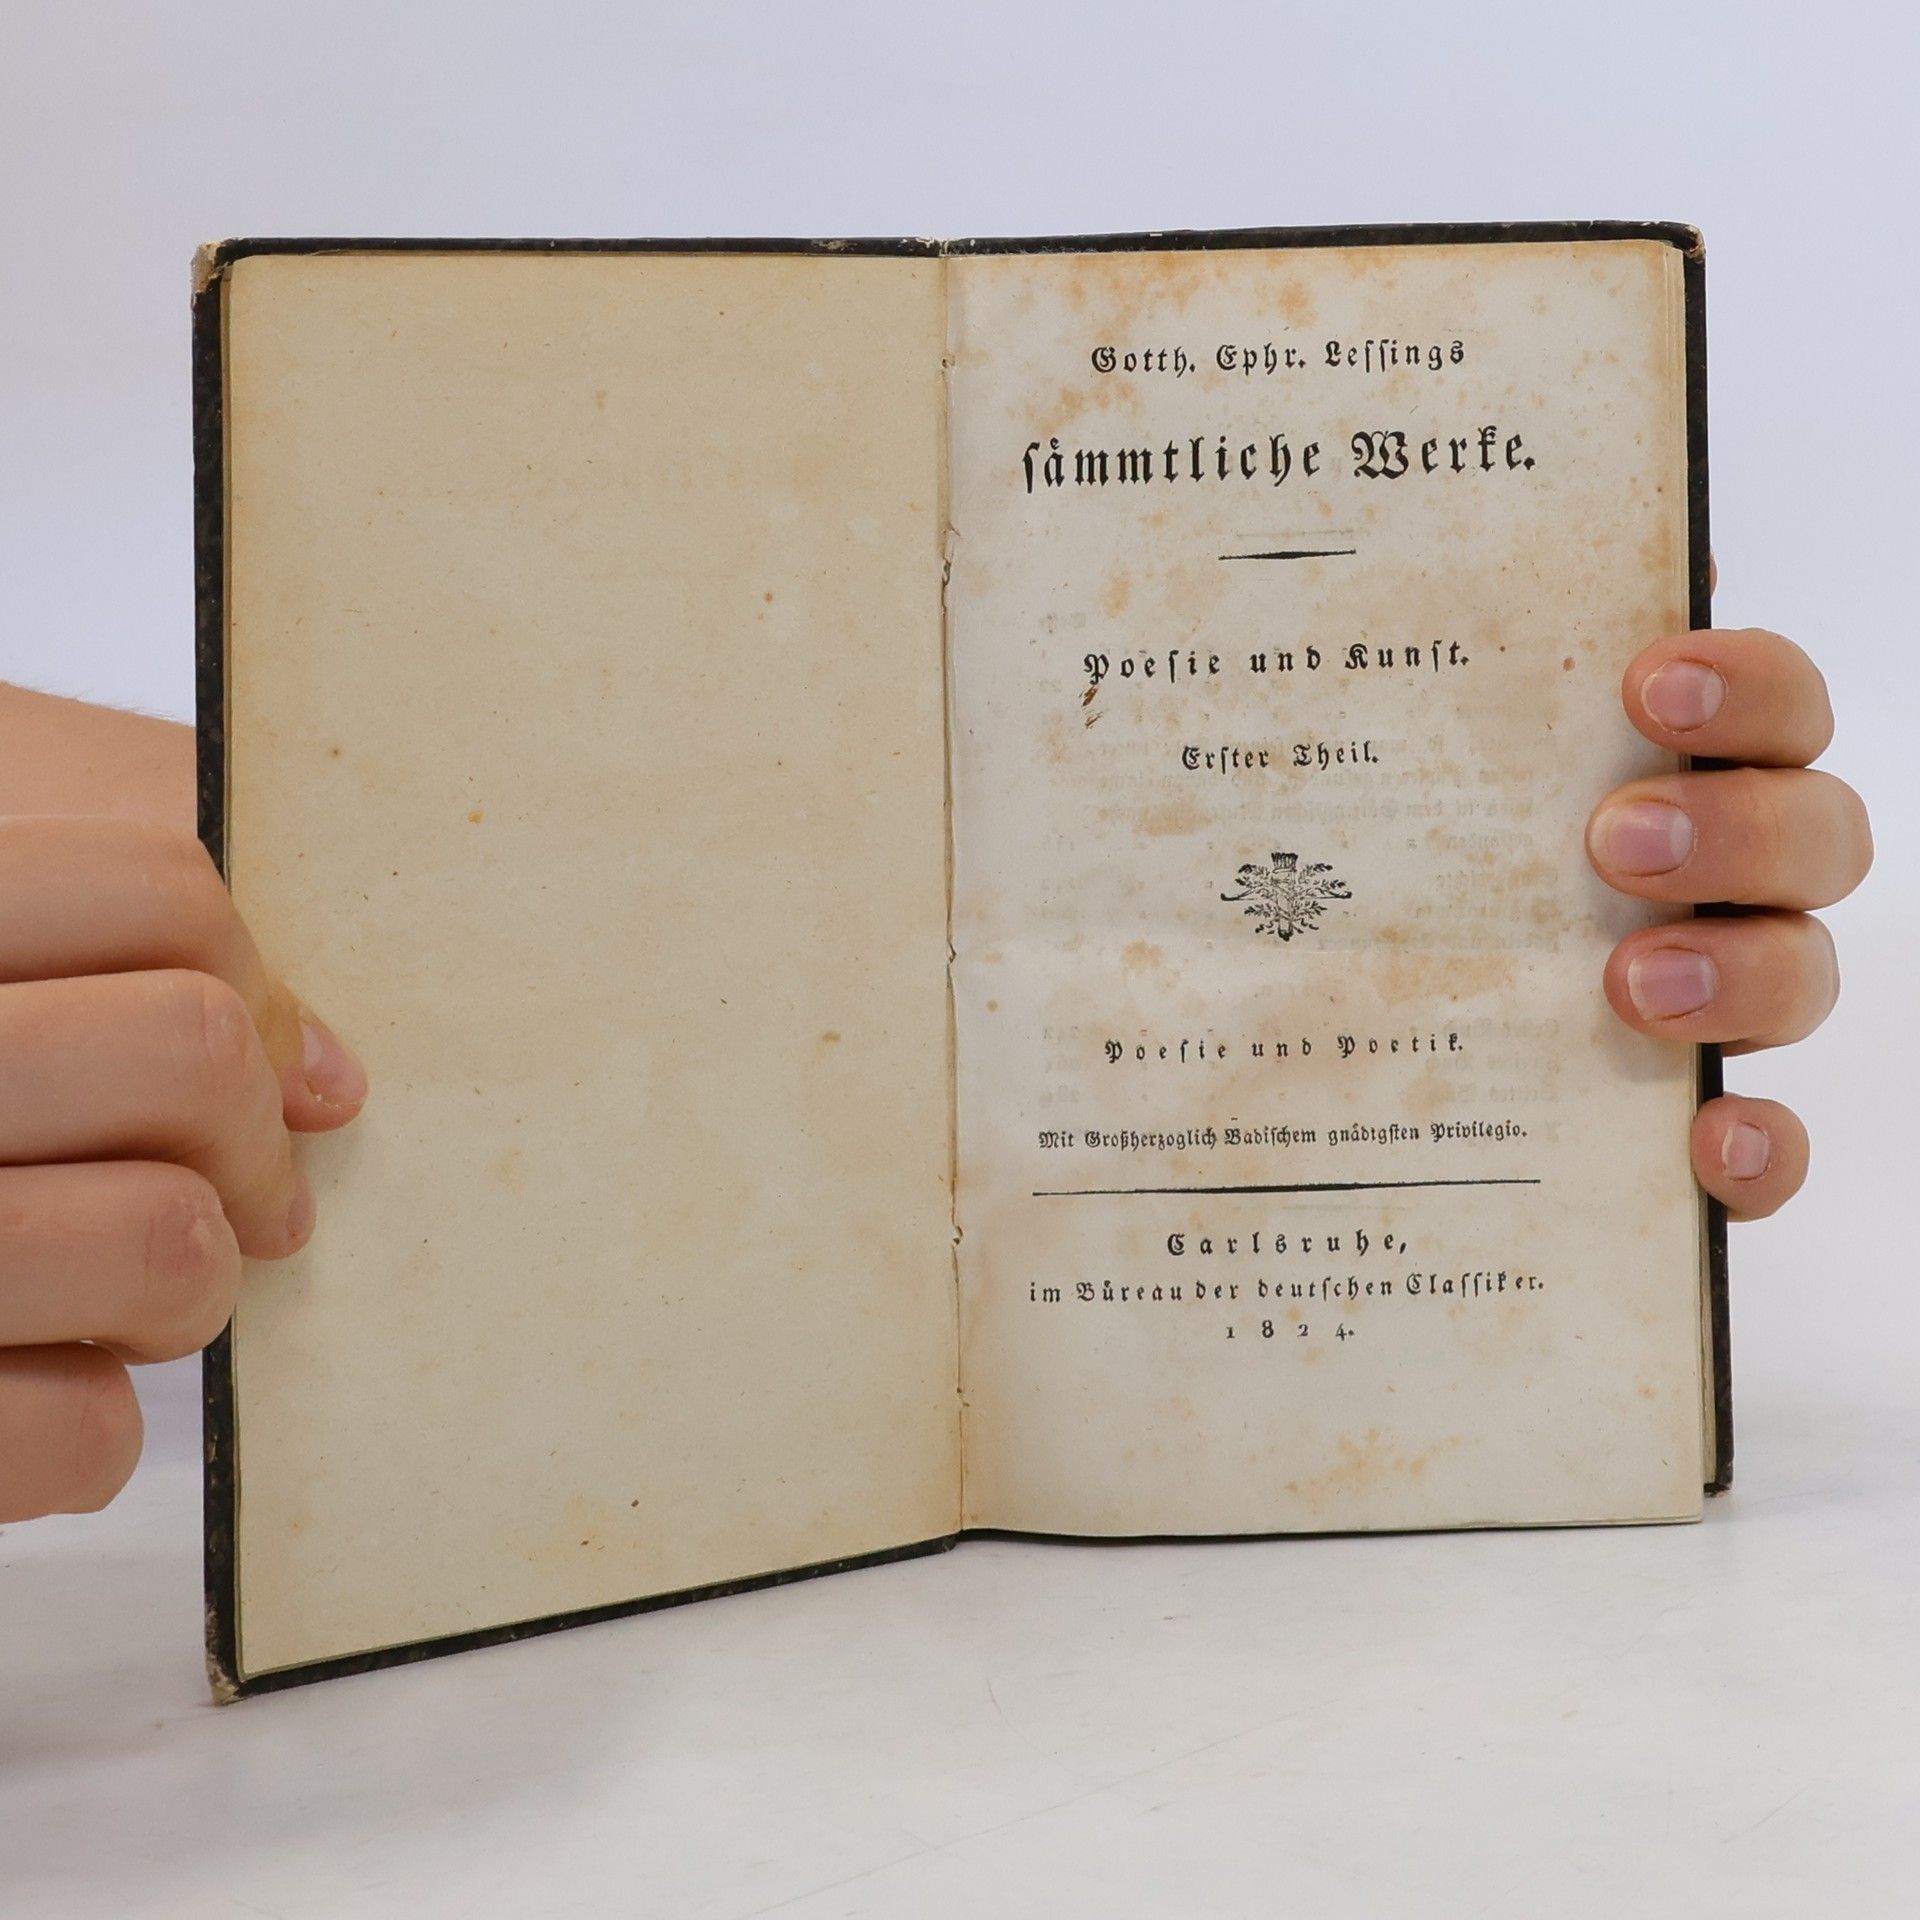 Gotth. Ephr. Leſſings
ſämmtliche Werke.
Poeſie und Kunſt.
Erſter Theil.
Poeſie und Poetik.
Mit Großherzoglich Badiſchem gnädigſten Privilegio.
Carlsruhe,
im Büreau der deutſchen Claſſiker.
1824.